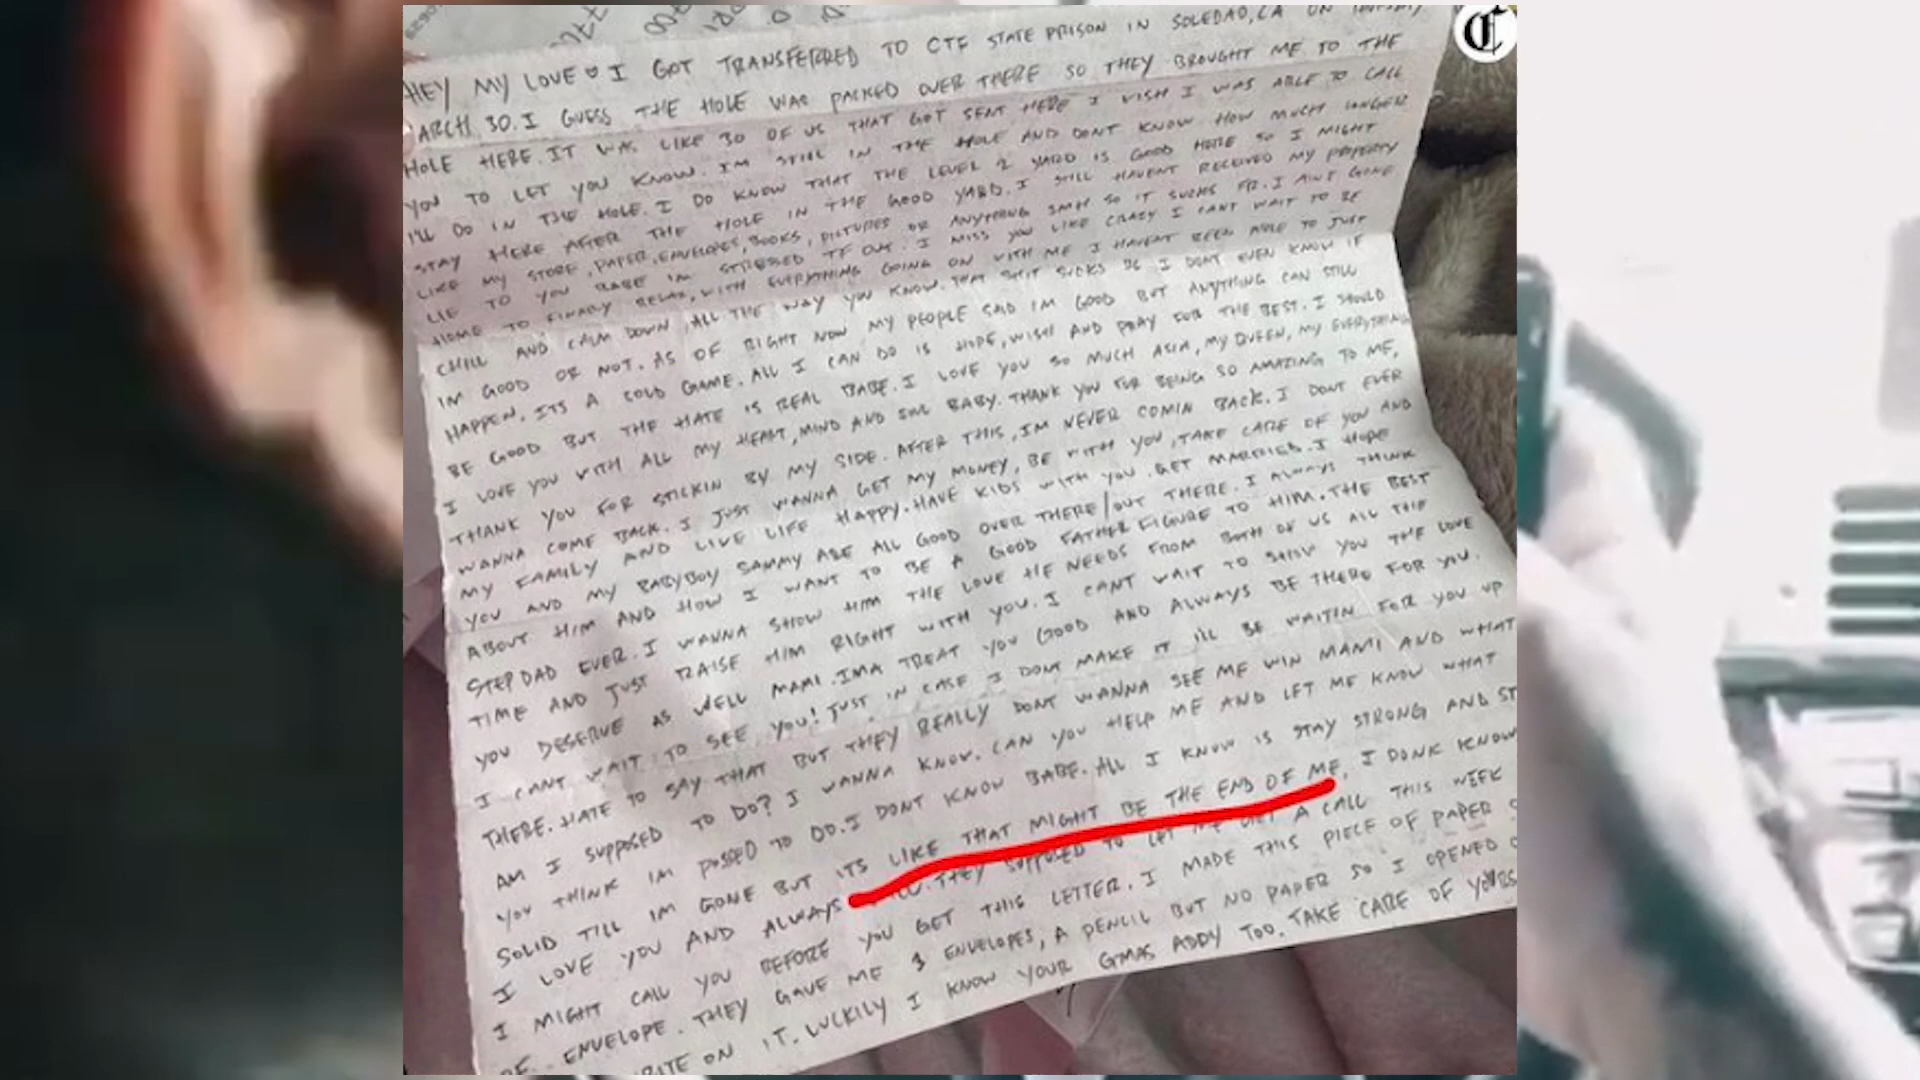 HEY MY LOVE ♡ I GOT TRANSFERRED TO CTF STATE PRISON IN SOLEDAD, CA ON
ARCH 30. I GUESS THE HOLE WAS PACKED OVER THERE SO THEY BROUGHT ME TO THE
HOLE HERE. IT WAS LIKE 30 OF US THAT GOT SENT HERE I WISH I WAS ABLE TO CALL
YOU TO LET YOU KNOW. IM STILL IN THE HOLE AND DONT KNOW HOW MUCH LONGER
I'LL DO IN THE HOLE. I DO KNOW THAT THE LEVEL 2 YARD IS GOOD HERE SO I MIGHT
STAY HERE AFTER THE HOLE IN THE GOOD YARD. I STILL HAVENT RECEIVED MY PROPERTY
LIKE MY STORE, PAPER, ENVELOPES, BOOKS, PICTURES OR ANYTHING SMH SO IT SUCKS FR. I AINT GONE
LIE TO YOU BABE IM STRESSED TF OUT. I MISS YOU LIKE CRAZY I CANT WAIT TO BE
HOME TO FINALLY RELAX, WITH EVERYTHING GOING ON WITH ME I HAVENT BEEN ABLE TO JUST
CHILL AND CALM DOWN ALL THE WAY YOU KNOW. THAT SHIT SUCKS BC I DONT EVEN KNOW IF
IM GOOD OR NOT. AS OF RIGHT NOW MY PEOPLE SAID IM GOOD BUT ANYTHING CAN STILL
HAPPEN. ITS A COLD GAME. ALL I CAN DO IS HOPE, WISH AND PRAY FOR THE BEST. I SHOULD
BE GOOD BUT THE HATE IS REAL BABE. I LOVE YOU SO MUCH ASIA, MY QUEEN, MY EVERYTHING
I LOVE YOU WITH ALL MY HEART, MIND AND SOUL BABY. THANK YOU FOR BEING SO AMAZING TO ME,
THANK YOU FOR STICKIN BY MY SIDE. AFTER THIS, IM NEVER COMIN BACK. I DONT EVER
WANNA COME BACK. I JUST WANNA GET MY MONEY, BE WITH YOU, TAKE CARE OF YOU AND
MY FAMILY AND LIVE LIFE HAPPY. HAVE KIDS WITH YOU. GET MARRIED. I HOPE
YOU AND MY BABYBOY SAMMY ARE ALL GOOD OVER THERE/OUT THERE. I ALWAYS THINK
ABOUT HIM AND HOW I WANT TO BE A GOOD FATHER FIGURE TO HIM. THE BEST
STEPDAD EVER. I WANNA SHOW HIM THE LOVE HE NEEDS FROM BOTH OF US ALL THE
TIME AND JUST RAISE HIM RIGHT WITH YOU. I CANT WAIT TO SHOW YOU THE LOVE
YOU DESERVE AS WELL MAMI. IMA TREAT YOU GOOD AND ALWAYS BE THERE FOR YOU.
I CANT WAIT TO SEE YOU! JUST IN CASE I DONT MAKE IT I'LL BE WAITIN FOR YOU UP
THERE. HATE TO SAY THAT BUT THEY REALLY DONT WANNA SEE ME WIN MAMI AND WHAT
AM I SUPPOSED TO DO? I WANNA KNOW. CAN YOU HELP ME AND LET ME KNOW WHAT
YOU THINK IM POSSED TO DO. I DONT KNOW BABE. ALL I KNOW IS STAY STRONG AND ST
SOLID TILL IM GONE BUT ITS LIKE THAT MIGHT BE THE END OF ME. I DONK KNOW
I LOVE YOU AND ALWAYS WILL. THEY SUPPOSED TO LET ME GET A CALL THIS WEEK
I MIGHT CALL YOU BEFORE YOU GET THIS LETTER. I MADE THIS PIECE OF PAPER
ENVELOPE. THEY GAVE ME 3 ENVELOPES, A PENCIL BUT NO PAPER SO I OPENED
ON IT. LUCKILY I KNOW YOUR GMAS ADDY TOO. TAKE CARE OF